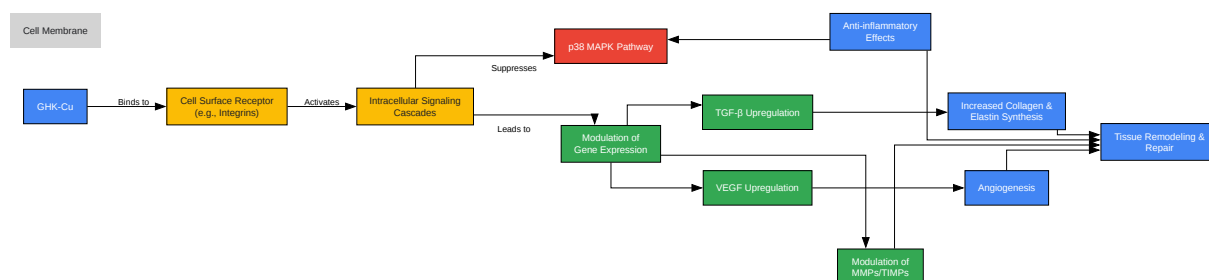 Cell Membrane
Anti-inflammatory
Effects
p38 MAPK Pathway
Suppresses
GHK-Cu
Binds to
Cell Surface Receptor
(e.g., Integrins)
Activates
Intracellular Signaling
Cascades
Leads to
Modulation of
Gene Expression
TGF-β Upregulation
Increased Collagen &
Elastin Synthesis
Tissue Remodeling &
Repair
VEGF Upregulation
Angiogenesis
Modulation of
MMPs/TIMPs